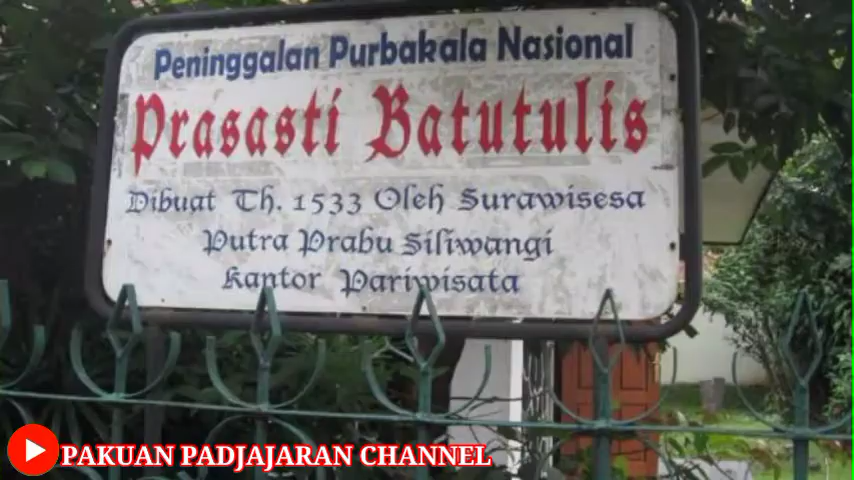 Peninggalan Purbakala Nasional
Prasasti Batutulis
Dibuat Th. 1533 Oleh Surawisesa
Putra Prabu Siliwangi
Kantor Pariwisata
PAKUAN PADJAJARAN CHANNEL